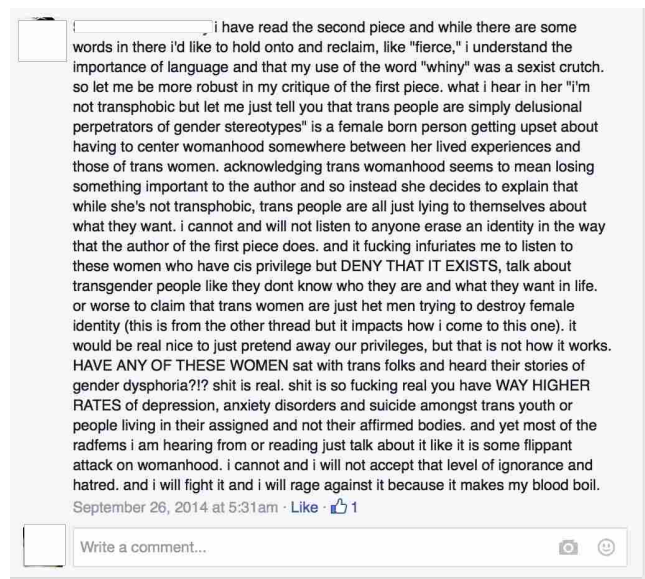 i have read the second piece and while there are some
words in there i'd like to hold onto and reclaim, like "fierce," i understand the
importance of language and that my use of the word "whiny" was a sexist crutch.
so let me be more robust in my critique of the first piece. what i hear in her "i'm
not transphobic but let me just tell you that trans people are simply delusional
perpetrators of gender stereotypes" is a female born person getting upset about
having to center womanhood somewhere between her lived experiences and
those of trans women. acknowledging trans womanhood seems to mean losing
something important to the author and so instead she decides to explain that
while she's not transphobic, trans people are all just lying to themselves about
what they want. i cannot and will not listen to anyone erase an identity in the way
that the author of the first piece does. and it fucking infuriates me to listen to
these women who have cis privilege but DENY THAT IT EXISTS, talk about
transgender people like they dont know who they are and what they want in life.
or worse to claim that trans women are just het men trying to destroy female
identity (this is from the other thread but it impacts how i come to this one). it
would be real nice to just pretend away our privileges, but that is not how it works.
HAVE ANY OF THESE WOMEN sat with trans folks and heard their stories of
gender dysphoria?!? shit is real. shit is so fucking real you have WAY HIGHER
RATES of depression, anxiety disorders and suicide amongst trans youth or
people living in their assigned and not their affirmed bodies. and yet most of the
radfems i am hearing from or reading just talk about it like it is some flippant
attack on womanhood. i cannot and i will not accept that level of ignorance and
hatred. and i will fight it and i will rage against it because it makes my blood boil.
September 26, 2014 at 5:31am · Like · 1
Write a comment...